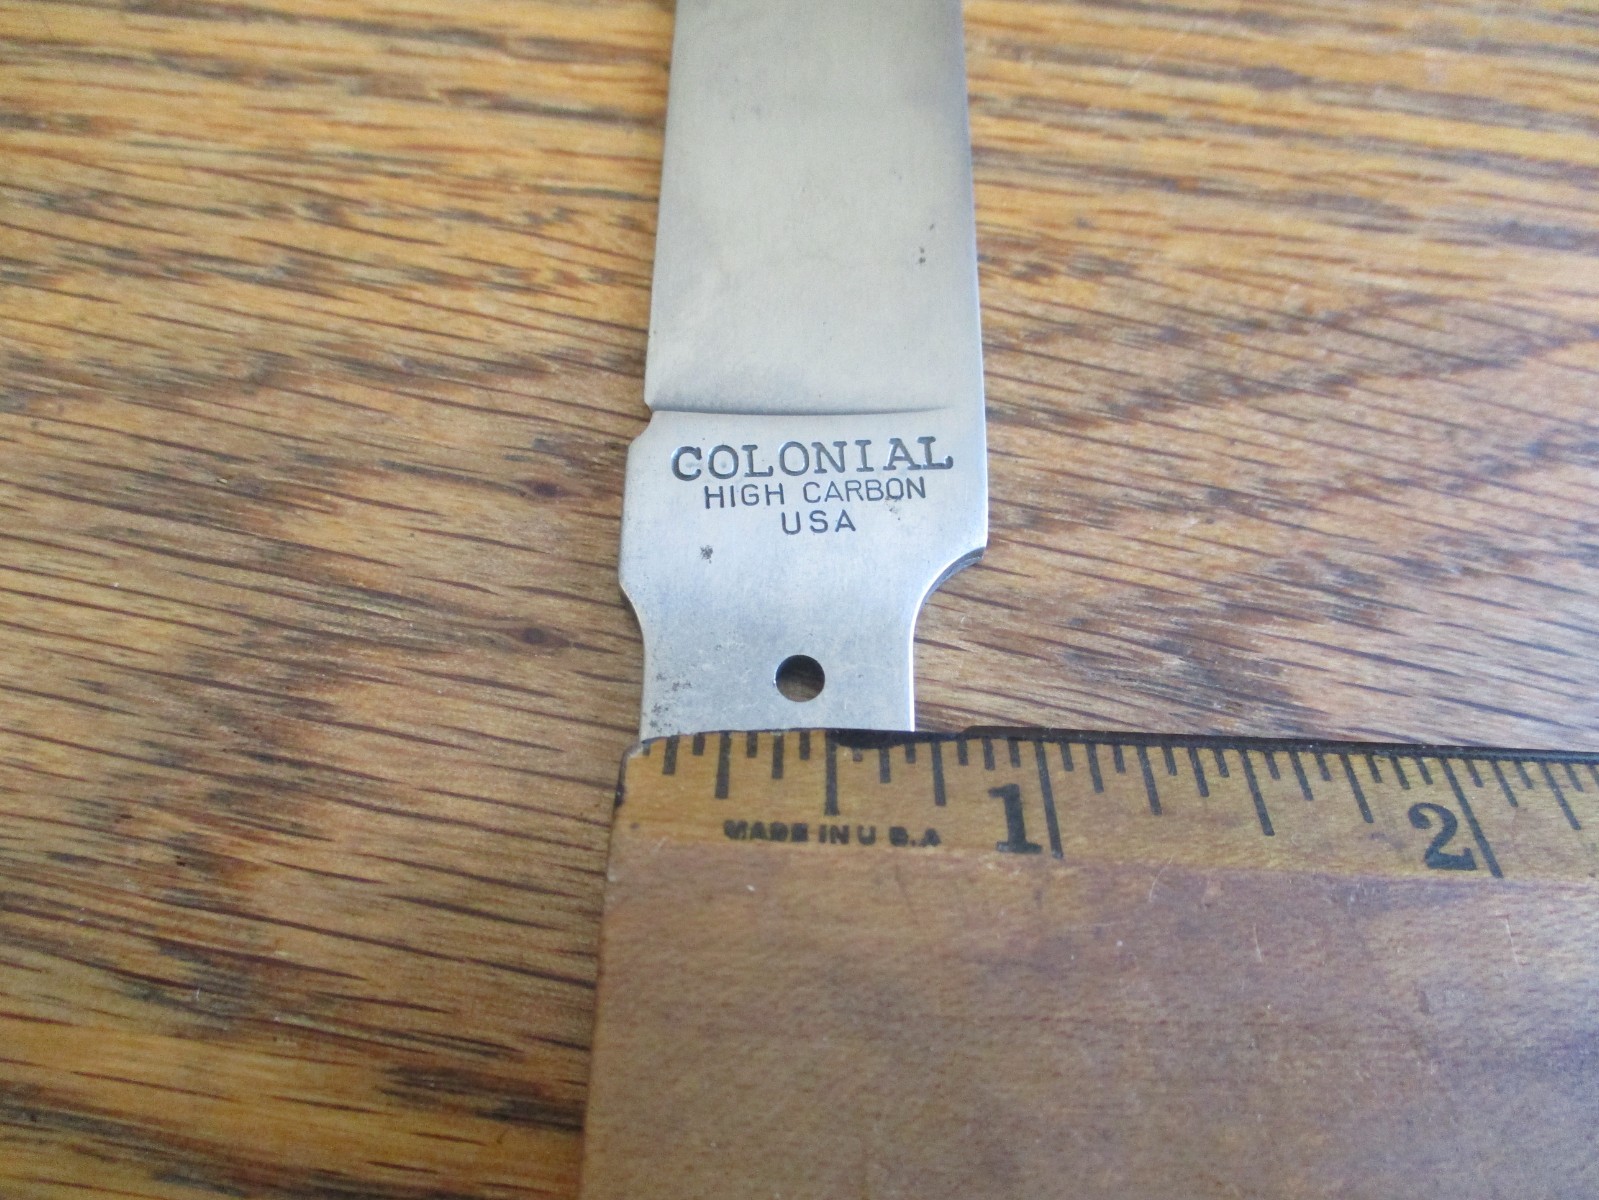 COLONIAL
HIGH CARBON
USA
1 2
MADE IN U.S.A